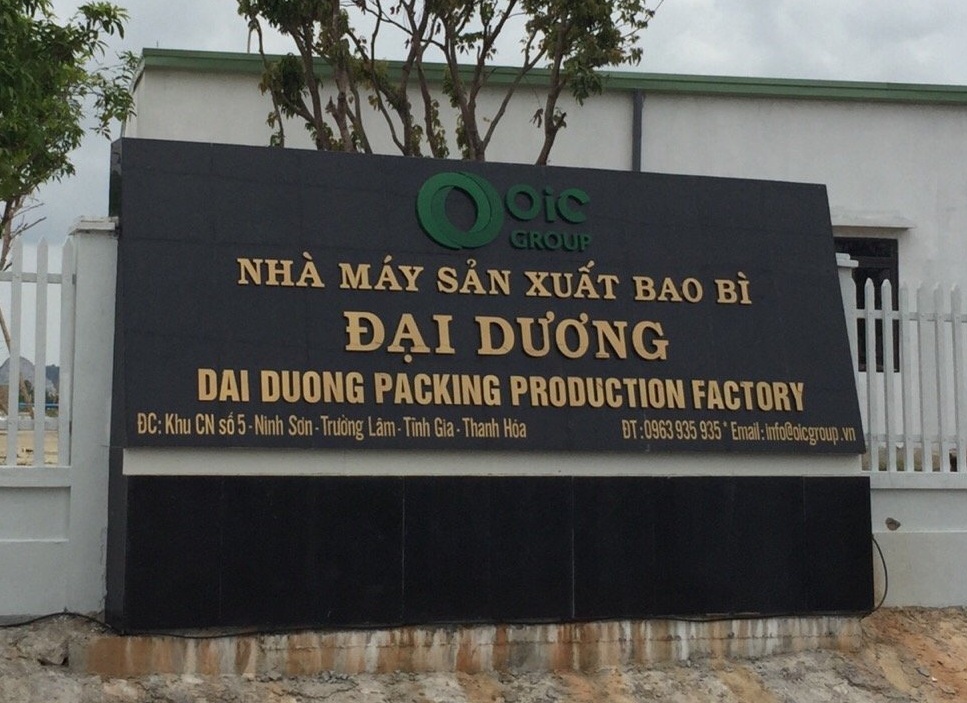 OiC
GROUP
NHÀ MÁY SẢN XUẤT BAO BÌ
ĐẠI DƯƠNG
DAI DUONG PACKING PRODUCTION FACTORY
ĐC: Khu CN số 5 - Ninh Sơn - Trường Lâm - Tĩnh Gia - Thanh Hóa ĐT : 0963 935 935 * Email : info@oicgroup .vn